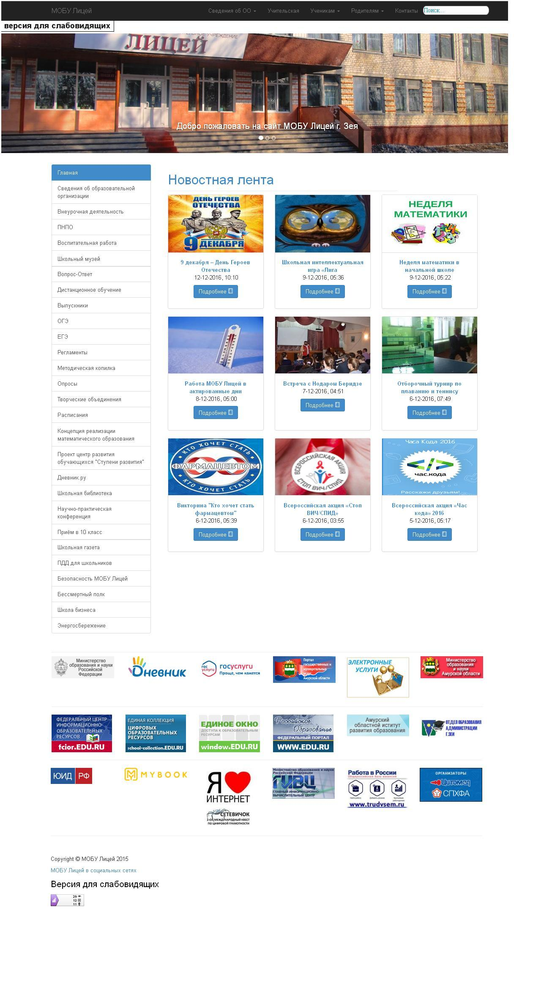 МОБУ Лицей
Сведения об ОО
Учительская
Ученикам
Родителям
Контакты
Поиск...
версия для слабовидящих
ЛИЦЕЙ
Добро пожаловать на сайт МОБУ Лицей г. Зея
Главная
Сведения об образовательной
организации
Внеурочная деятельность
ПНПО
Воспитательная работа
Школьный музей
Вопрос-Ответ
Дистанционное обучение
Выпускники
ОГЭ
ЕГЭ
Регламенты
Методическая копилка
Опросы
Творческие объединения
Расписания
Концепция реализации
математического образования
Проект центр развития
обучающихся "Ступени развития"
Дневник.ру
Школьная библиотека
Научно-практическая
конференция
Приём в 10 класс
Школьная газета
ПДД для школьников
Безопасность МОБУ Лицей
Бессмертный полк
Школа бизнеса
Энергосбережение
Новостная лента
ДЕНЬ ГЕРОЕВ
ОТЕЧЕСТВА
9 ДЕКАБРЯ
9 декабря – День Героев
Отечества
12-12-2016, 10:10
Подробнее
Школьная интеллектуальная
игра «Лига
9-12-2016, 05:36
Подробнее
НЕДЕЛЯ
МАТЕМАТИКИ
Неделя математики в
начальной школе
9-12-2016, 05:22
Подробнее
Работа МОБУ Лицей в
актированные дни
8-12-2016, 05:00
Подробнее
Встреча с Нодаром Беридзе
7-12-2016, 04:51
Подробнее
Отборочный турнир по
плаванию и теннису
6-12-2016, 07:49
Подробнее
КТО ХОЧЕТ СТАТЬ
ФАРМАЦЕВТОМ
КТО ХОЧЕТ СТАТЬ
Викторина "Кто хочет стать
фармацевтом"
6-12-2016, 05:39
Подробнее
ВСЕРОССИЙСКАЯ АКЦИЯ
СТОП ВИЧ/СПИД
Всероссийская акция «Стоп
ВИЧ/СПИД»
6-12-2016, 03:55
Подробнее
Часа Кода 2016
час.кода
Расскажи друзьям!
Всероссийская акция «Час
кода» 2016
5-12-2016, 05:17
Подробнее
Министерство
образования и науки
Российской
Федерации
Дневник
гос
услуги
госуслуги
Проще, чем кажется
Портал
государственных и
муниципальных
услуг
Амурской области
ЭЛЕКТРОННЫЕ
УСЛУГИ
Министерство
образования
и науки
Амурской области
ФЕДЕРАЛЬНЫЙ ЦЕНТР
ИНФОРМАЦИОННО-
ОБРАЗОВАТЕЛЬНЫХ
РЕСУРСОВ
fcior.EDU.RU
ЕДИНАЯ КОЛЛЕКЦИЯ
ЦИФРОВЫХ
ОБРАЗОВАТЕЛЬНЫХ
РЕСУРСОВ
school-collection.EDU.RU
ЕДИНОЕ ОКНО
ДОСТУПА К ОБРАЗОВАТЕЛЬНЫМ
РЕСУРСАМ
window.EDU.RU
Российское
Образование
ФЕДЕРАЛЬНЫЙ ПОРТАЛ
WWW.EDU.RU
Амурский
областной иститут
развития образования
ОТДЕЛ ОБРАЗОВАНИЯ
АДМИНИСТРАЦИИ
Г.ЗЕИ
ЮИД РФ
MYBOOK
Я
ИНТЕРНЕТ
СЕТЕВИЧОК
2-ОЙ МЕЖДУНАРОДНЫЙ КВЕСТ
ПО ЦИФРОВОЙ ГРАМОТНОСТИ
Министерство образования и науки
Российской Федерации
ГИВЦ
ГЛАВНЫЙ ИНФОРМАЦИОННО-
ВЫЧИСЛИТЕЛЬНЫЙ ЦЕНТР
Работа в России
Общероссийская база вакансий
www.trudvsem.ru
ОРГАНИЗАТОРЫ
Цитомед
СПХФА
Copyright © МОБУ Лицей 2015
МОБУ Лицей в социальных сетях
Версия для слабовидящих
29
12
11